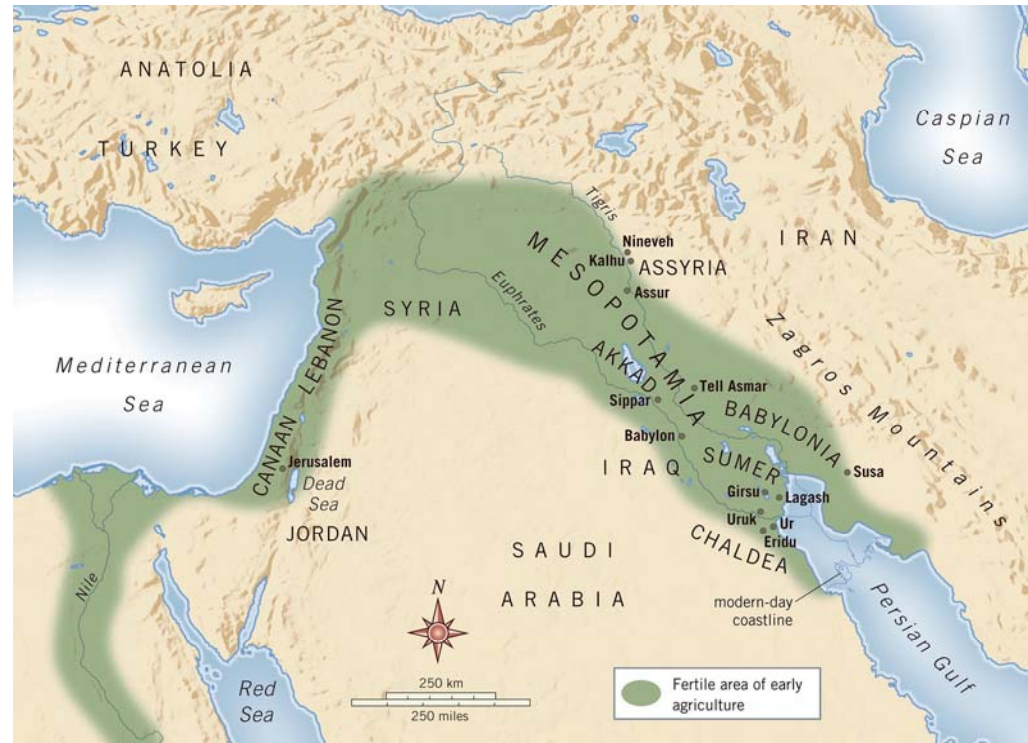 ANATOLIA
TURKEY
Caspian
Sea
Tigris
IRAN
Nineveh
Kalhu
ASSYRIA
Assur
MESOPOTAMIA
Euphrates
SYRIA
Zagros Mountains
LEBANON
Mediterranean
Sea
AKKAD
Tell Asmar
Sippar
BABYLONIA
Babylon
CANAAN
SUMER
Jerusalem
Dead
Sea
IRAQ
Susa
Girsu
Lagash
Uruk
Ur
Eridu
JORDAN
CHALDEA
SAUDI
ARABIA
Nile
modern-day
coastline
Persian Gulf
N
Red
Sea
250 km
250 miles
Fertile area of early
agriculture